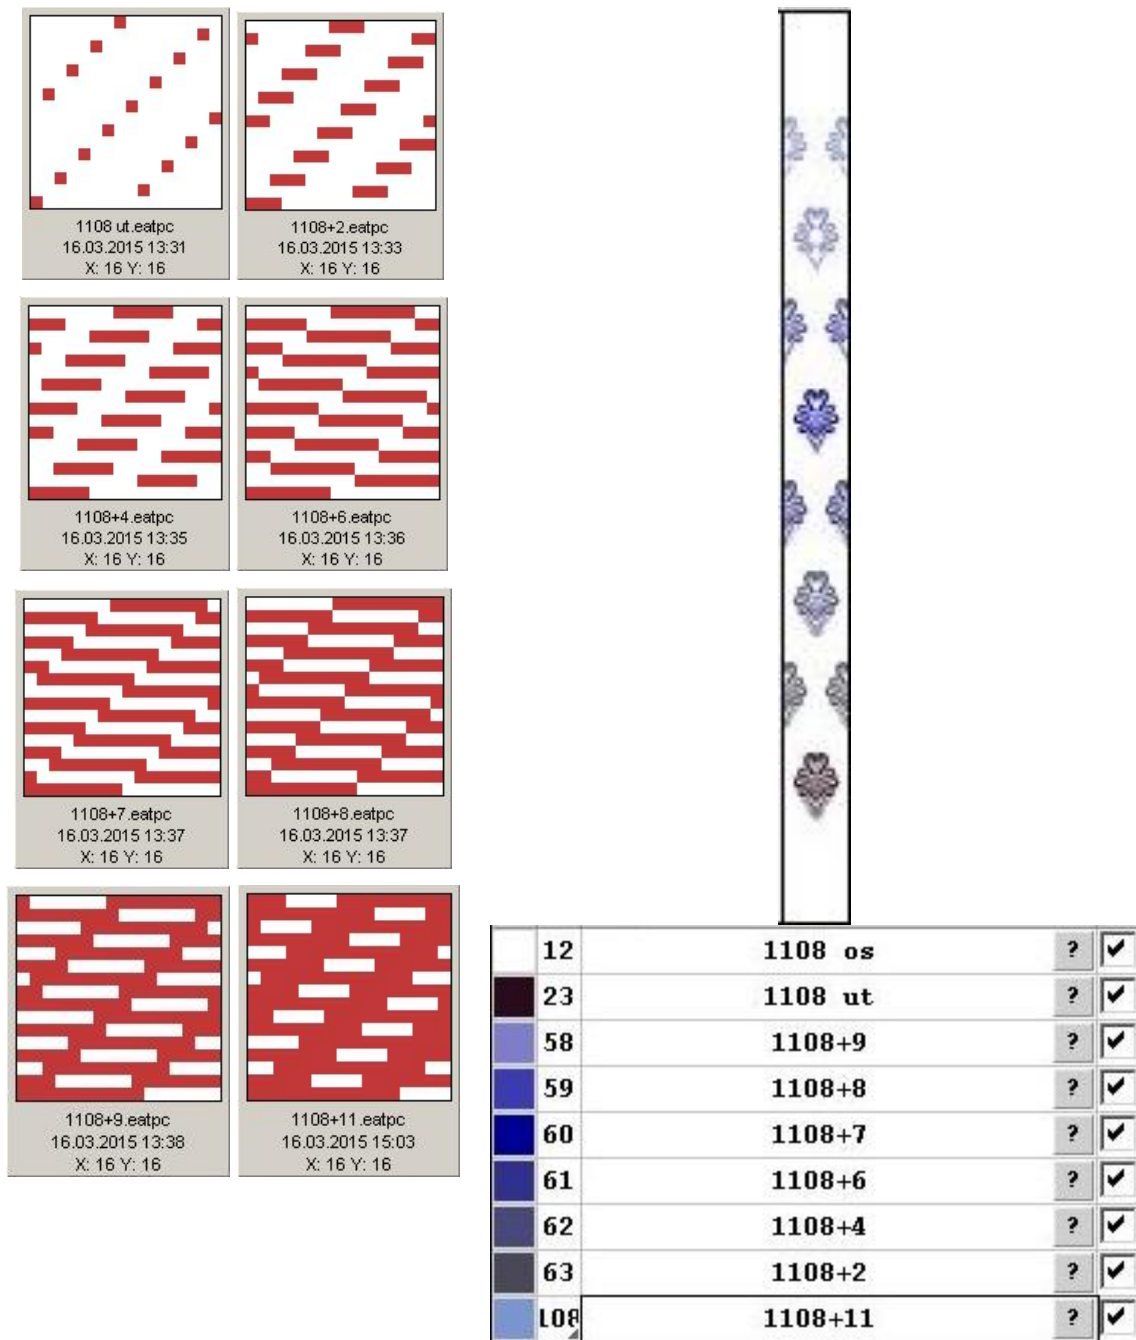 1108 ut.eatpc
16.03.2015 13:31
X: 16 Y: 16
1108+2.eatpc
16.03.2015 13:33
X: 16 Y: 16
1108+4.eatpc
16.03.2015 13:35
X: 16 Y: 16
1108+6.eatpc
16.03.2015 13:36
X: 16 Y: 16
1108+7.eatpc
16.03.2015 13:37
X: 16 Y: 16
1108+8.eatpc
16.03.2015 13:37
X: 16 Y: 16
1108+9.eatpc
16.03.2015 13:38
X: 16 Y: 16
1108+11.eatpc
16.03.2015 15:03
X: 16 Y: 16
12 1108 os ?
23 1108 ut ?
58 1108+9 ?
59 1108+8 ?
60 1108+7 ?
61 1108+6 ?
62 1108+4 ?
63 1108+2 ?
108 1108+11 ?